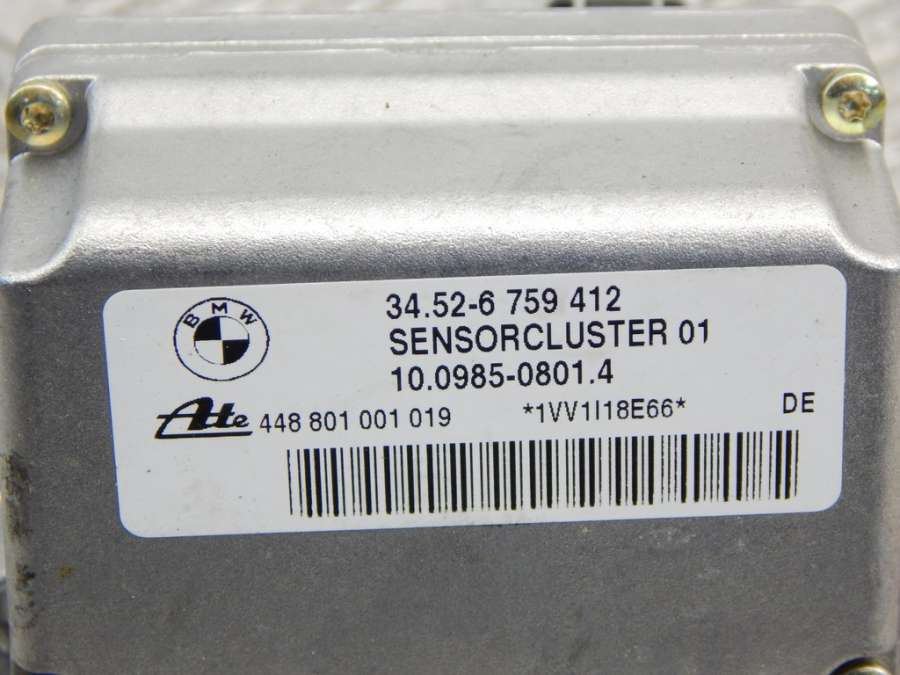 BMW
34.52-6 759 412
SENSORCLUSTER 01
10.0985-0801.4
Ate 448 801 001 019 *1VV1I18E66* DE